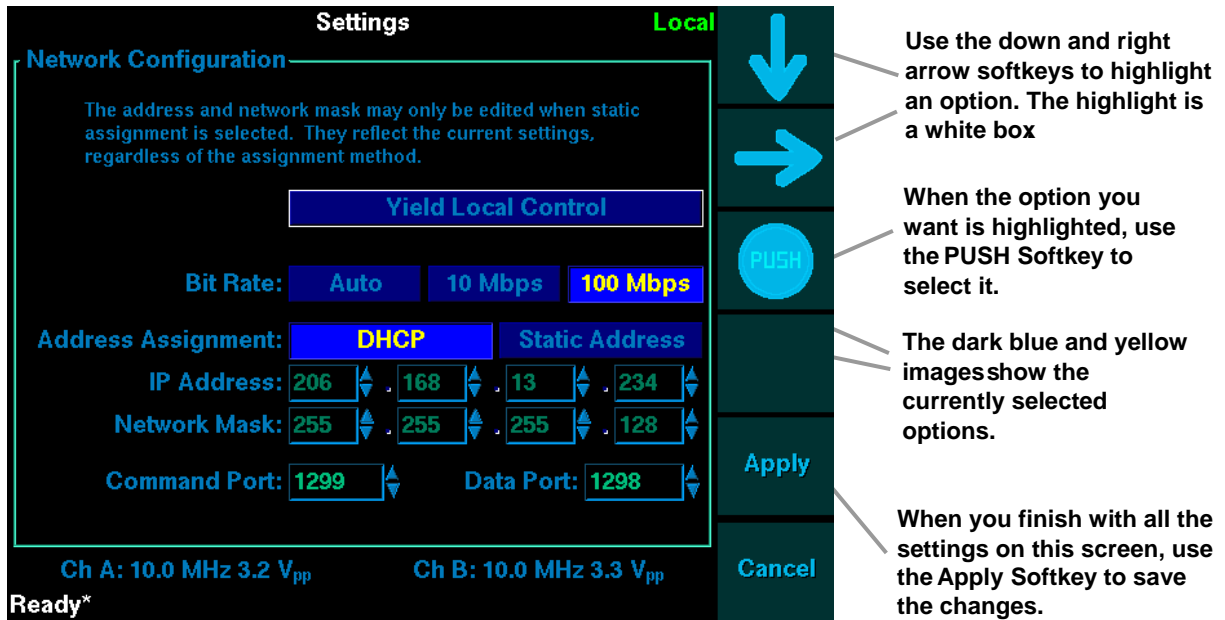 Settings
Local
Network Configuration
The address and network mask may only be edited when static
assignment is selected. They reflect the current settings,
regardless of the assignment method.
Yield Local Control
Bit Rate: Auto 10 Mbps 100 Mbps
Address Assignment: DHCP Static Address
IP Address: 206 . 168 . 13 . 234
Network Mask: 255 . 255 . 255 . 128
Command Port: 1299 Data Port: 1298
Ch A: 10.0 MHz 3.2 Vpp Ch B: 10.0 MHz 3.3 Vpp
Ready*
PUSH
Apply
Cancel
Use the down and right
arrow softkeys to highlight
an option. The highlight is
a white box.
When the option you
want is highlighted, use
the PUSH Softkey to
select it.
The dark blue and yellow
images show the
currently selected
options.
When you finish with all the
settings on this screen, use
the Apply Softkey to save
the changes.